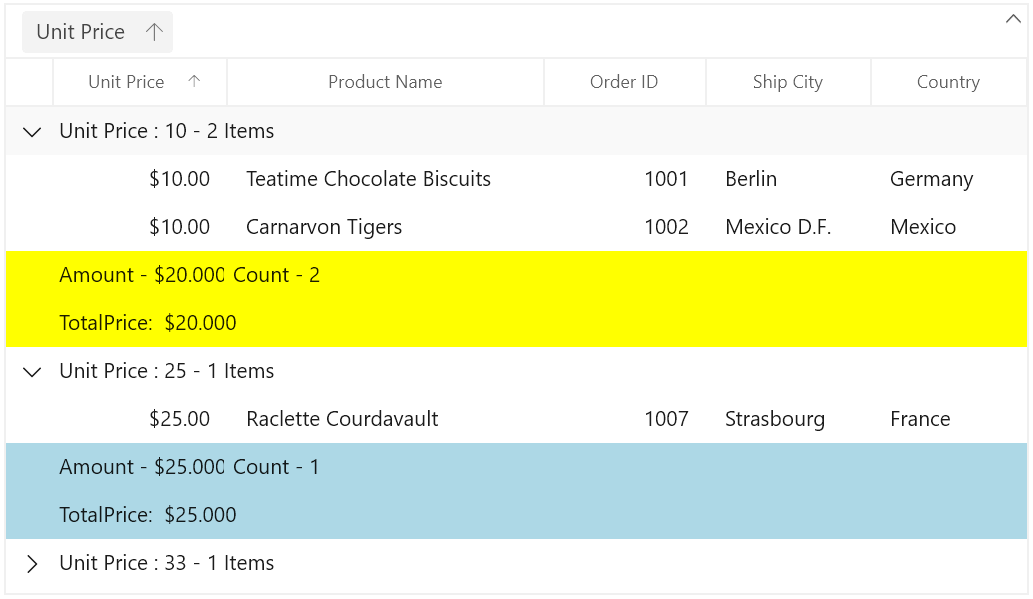 Unit Price
Unit Price Product Name Order ID Ship City Country
Unit Price : 10 - 2 Items
$10.00 Teatime Chocolate Biscuits 1001 Berlin Germany
$10.00 Carnarvon Tigers 1002 Mexico D.F. Mexico
Amount - $20.000 Count - 2
TotalPrice: $20.000
Unit Price : 25 - 1 Items
$25.00 Raclette Courdavault 1007 Strasbourg France
Amount - $25.000 Count - 1
TotalPrice: $25.000
Unit Price : 33 - 1 Items